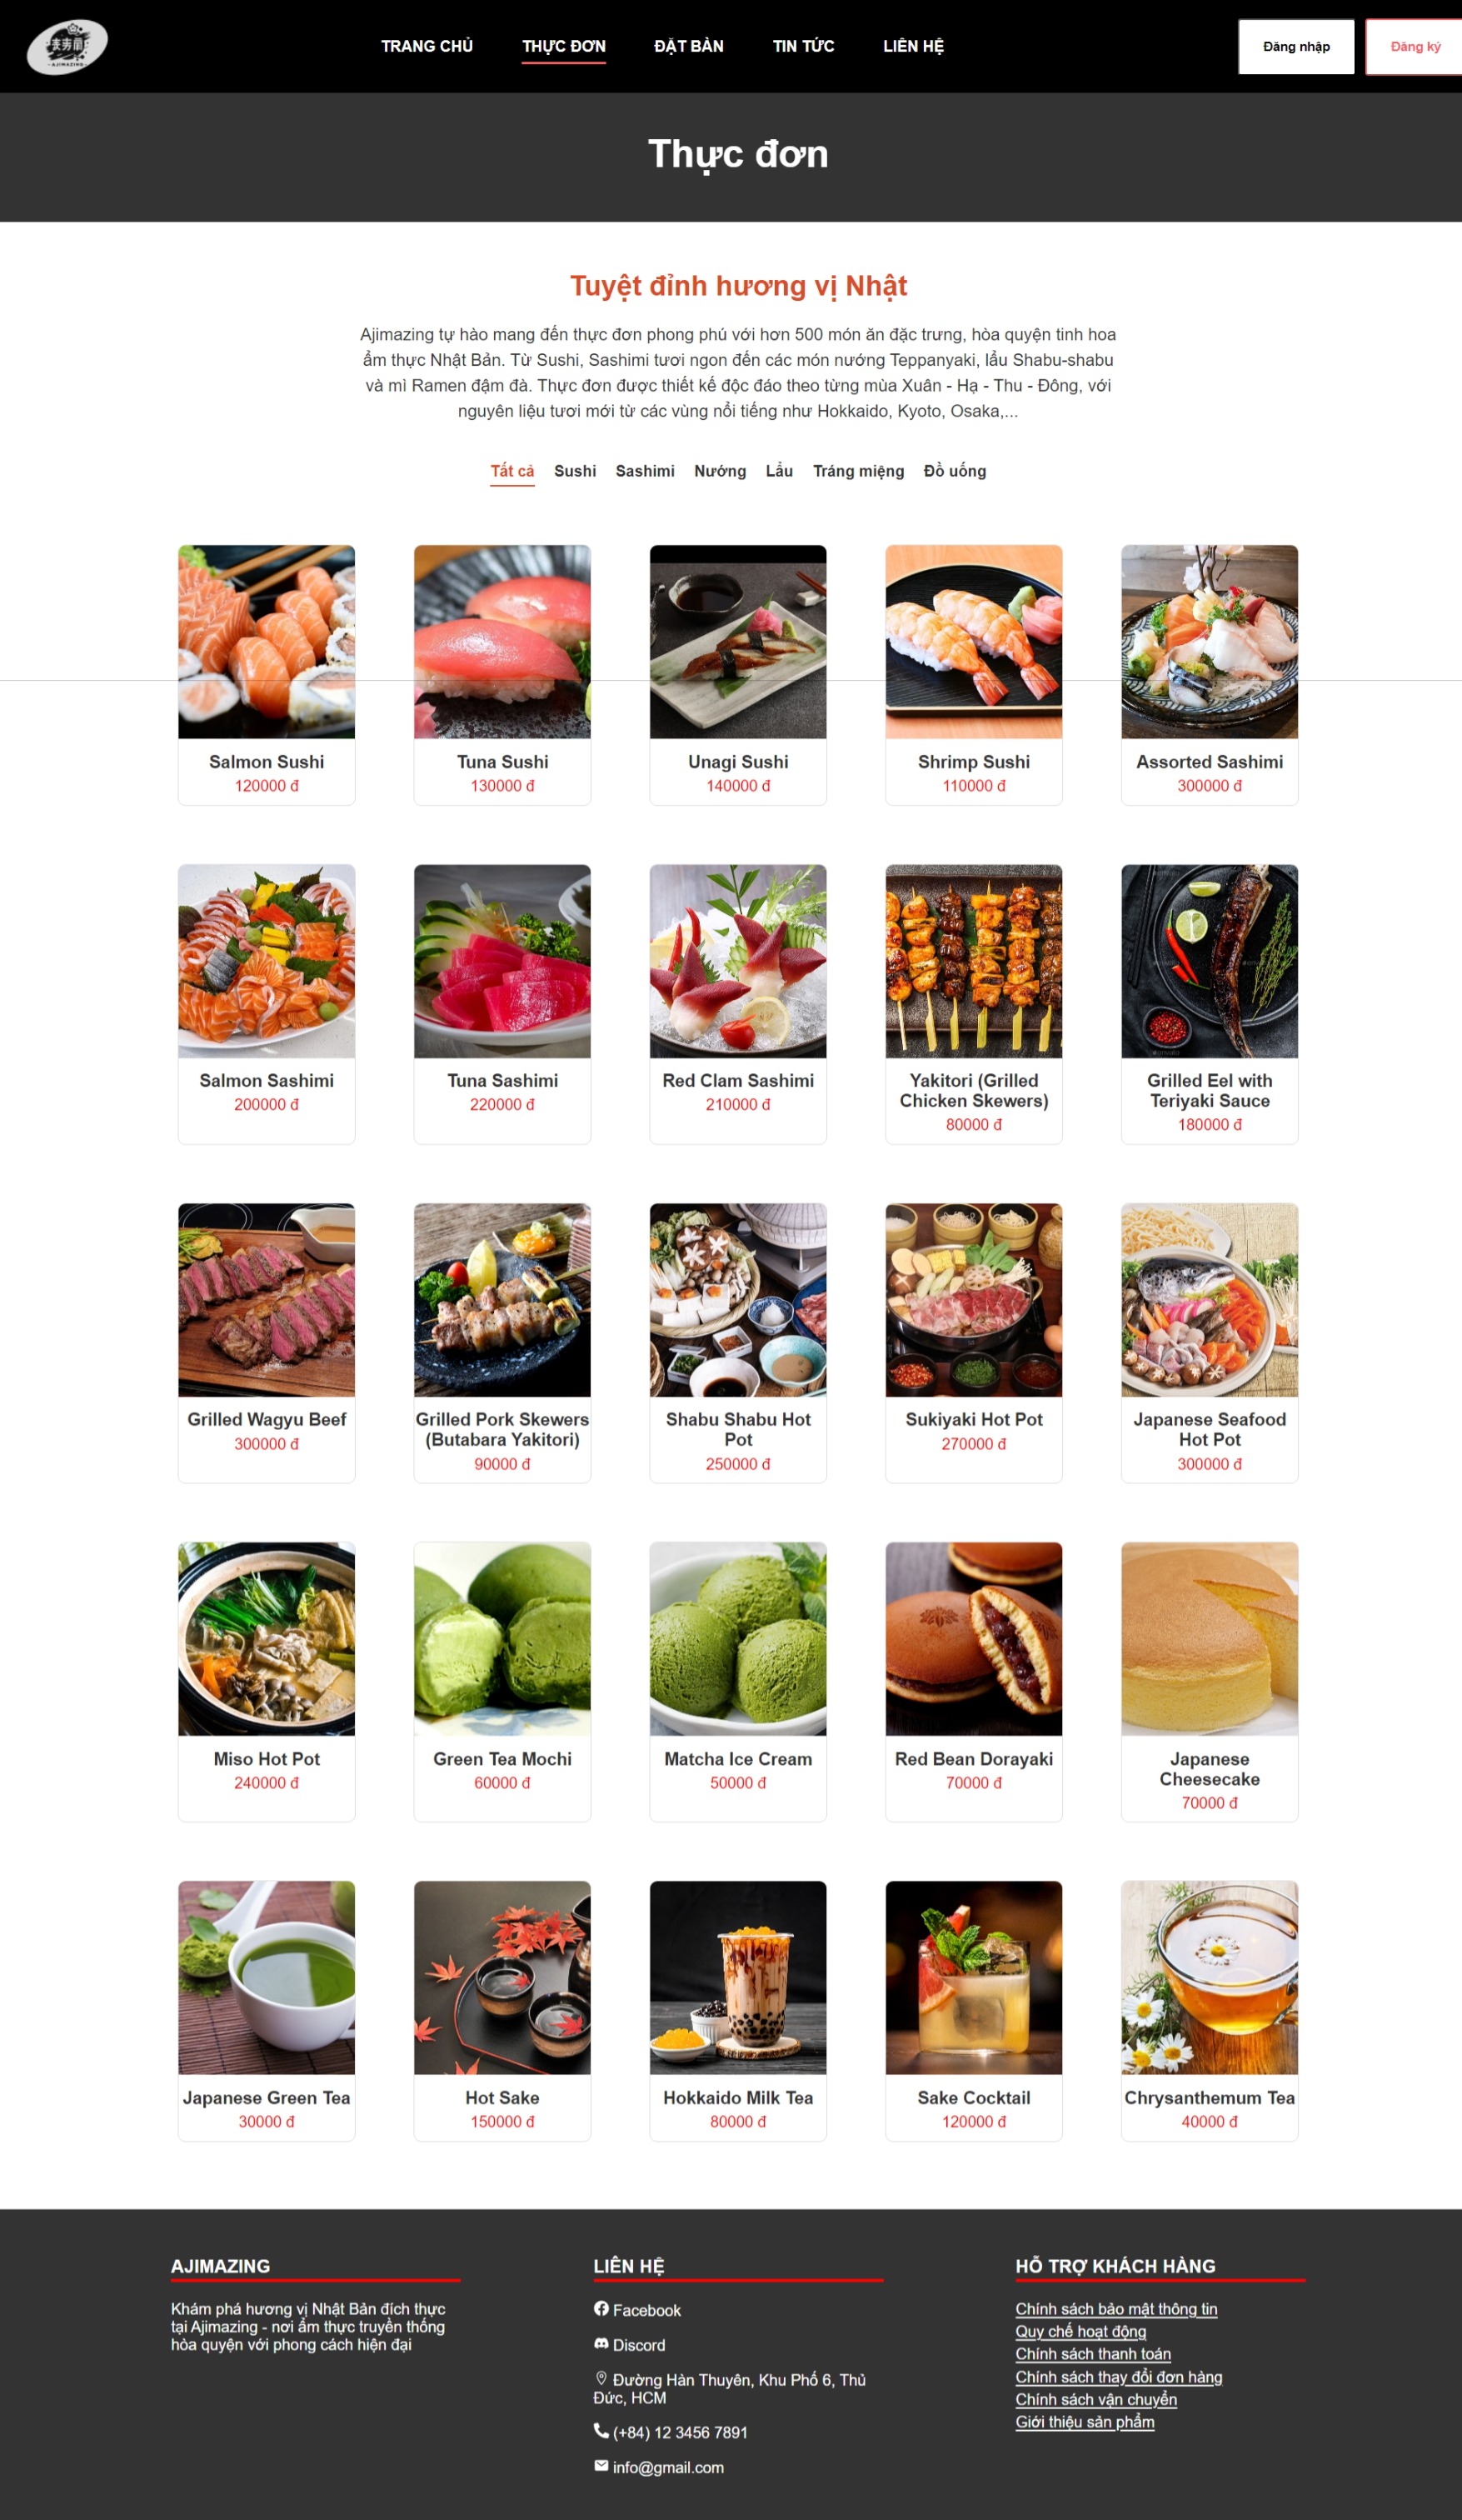 AJIMAZING
TRANG CHỦ
THỰC ĐƠN
ĐẶT BÀN
TIN TỨC
LIÊN HỆ
Đăng nhập
Đăng ký
Thực đơn
Tuyệt đỉnh hương vị Nhật
Ajimazing tự hào mang đến thực đơn phong phú với hơn 500 món ăn đặc trưng, hòa quyện tinh hoa
ẩm thực Nhật Bản. Từ Sushi, Sashimi tươi ngon đến các món nướng Teppanyaki, lẩu Shabu-shabu
và mì Ramen đậm đà. Thực đơn được thiết kế độc đáo theo từng mùa Xuân - Hạ - Thu - Đông, với
nguyên liệu tươi mới từ các vùng nổi tiếng như Hokkaido, Kyoto, Osaka,...
Tất cả
Sushi
Sashimi
Nướng
Lẩu
Tráng miệng
Đồ uống
Salmon Sushi
120000 đ
Tuna Sushi
130000 đ
Unagi Sushi
140000 đ
Shrimp Sushi
110000 đ
Assorted Sashimi
300000 đ
Salmon Sashimi
200000 đ
Tuna Sashimi
220000 đ
Red Clam Sashimi
210000 đ
Yakitori (Grilled
Chicken Skewers)
80000 đ
Grilled Eel with
Teriyaki Sauce
180000 đ
Grilled Wagyu Beef
300000 đ
Grilled Pork Skewers
(Butabara Yakitori)
90000 đ
Shabu Shabu Hot
Pot
250000 đ
Sukiyaki Hot Pot
270000 đ
Japanese Seafood
Hot Pot
300000 đ
Miso Hot Pot
240000 đ
Green Tea Mochi
60000 đ
Matcha Ice Cream
50000 đ
Red Bean Dorayaki
70000 đ
Japanese
Cheesecake
70000 đ
Japanese Green Tea
30000 đ
Hot Sake
150000 đ
Hokkaido Milk Tea
80000 đ
Sake Cocktail
120000 đ
Chrysanthemum Tea
40000 đ
AJIMAZING
Khám phá hương vị Nhật Bản đích thực
tại Ajimazing - nơi ẩm thực truyền thống
hòa quyện với phong cách hiện đại
LIÊN HỆ
Facebook
Discord
Đường Hàn Thuyên, Khu Phố 6, Thủ
Đức, HCM
(+84) 12 3456 7891
info@gmail.com
HỖ TRỢ KHÁCH HÀNG
Chính sách bảo mật thông tin
Quy chế hoạt động
Chính sách thanh toán
Chính sách thay đổi đơn hàng
Chính sách vận chuyển
Giới thiệu sản phẩm